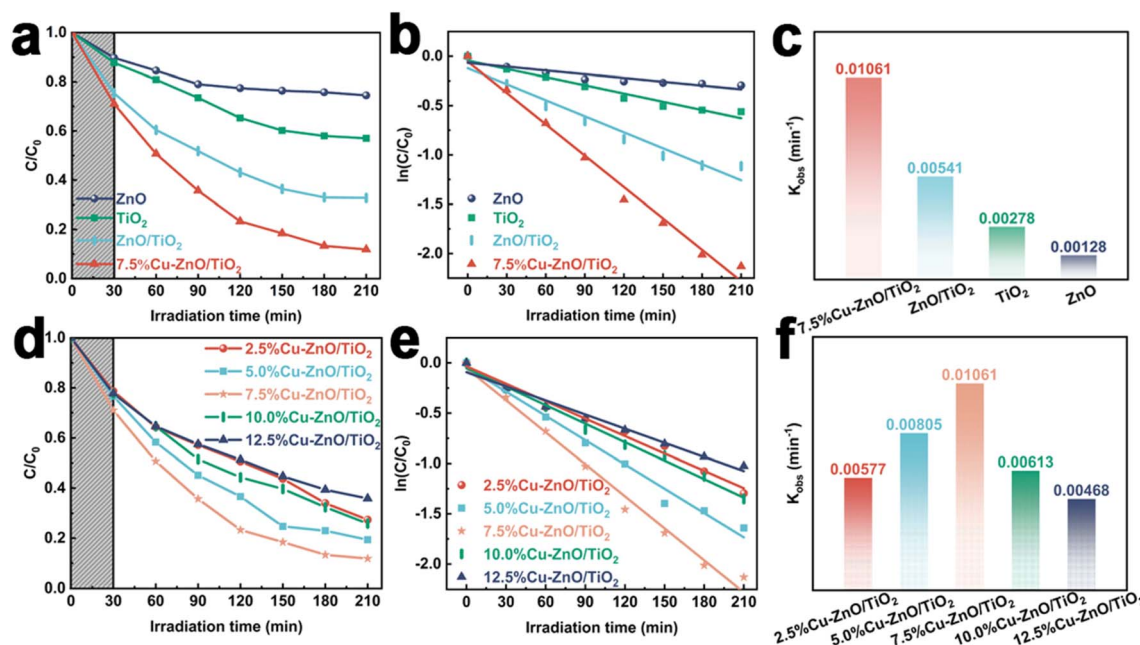 a
C/C₀
1.0
0.8
0.6
0.4
0.2
0.0
ZnO
TiO₂
ZnO/TiO₂
7.5%Cu-ZnO/TiO₂
0 30 60 90 120 150 180 210
Irradiation time (min)
b
ln(C/C₀)
0.0
-0.5
-1.0
-1.5
-2.0
ZnO
TiO₂
ZnO/TiO₂
7.5%Cu-ZnO/TiO₂
0 30 60 90 120 150 180 210
Irradiation time (min)
c
K_obs (min⁻¹)
0.01061
0.00541
0.00278
0.00128
7.5%Cu-ZnO/TiO₂
ZnO/TiO₂
TiO₂
ZnO
d
C/C₀
1.0
0.8
0.6
0.4
0.2
0.0
2.5%Cu-ZnO/TiO₂
5.0%Cu-ZnO/TiO₂
7.5%Cu-ZnO/TiO₂
10.0%Cu-ZnO/TiO₂
12.5%Cu-ZnO/TiO₂
0 30 60 90 120 150 180 210
Irradiation time (min)
e
ln(C/C₀)
0.0
-0.5
-1.0
-1.5
-2.0
2.5%Cu-ZnO/TiO₂
5.0%Cu-ZnO/TiO₂
7.5%Cu-ZnO/TiO₂
10.0%Cu-ZnO/TiO₂
12.5%Cu-ZnO/TiO₂
0 30 60 90 120 150 180 210
Irradiation time (min)
f
K_obs (min⁻¹)
0.00577
0.00805
0.01061
0.00613
0.00468
2.5%Cu-ZnO/TiO₂
5.0%Cu-ZnO/TiO₂
7.5%Cu-ZnO/TiO₂
10.0%Cu-ZnO/TiO₂
12.5%Cu-ZnO/TiO₂